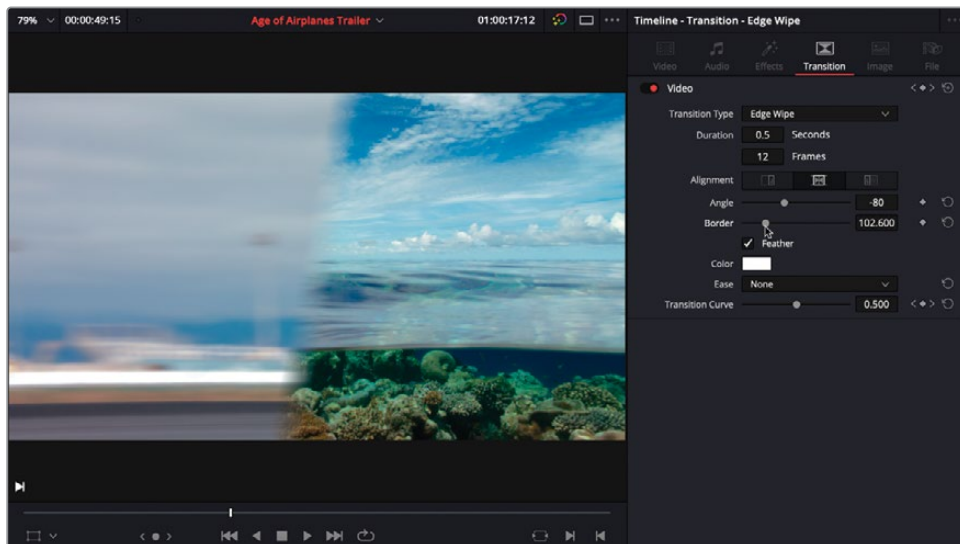 79% 00:00:49:15 Age of Airplanes Trailer 01:00:17:12 Timeline - Transition - Edge Wipe
Video Audio Effects Transition Image File
Video
Transition Type Edge Wipe
Duration 0.5 Seconds
12 Frames
Alignment
Angle -80
Border 102.600
Feather
Color
Ease None
Transition Curve 0.500